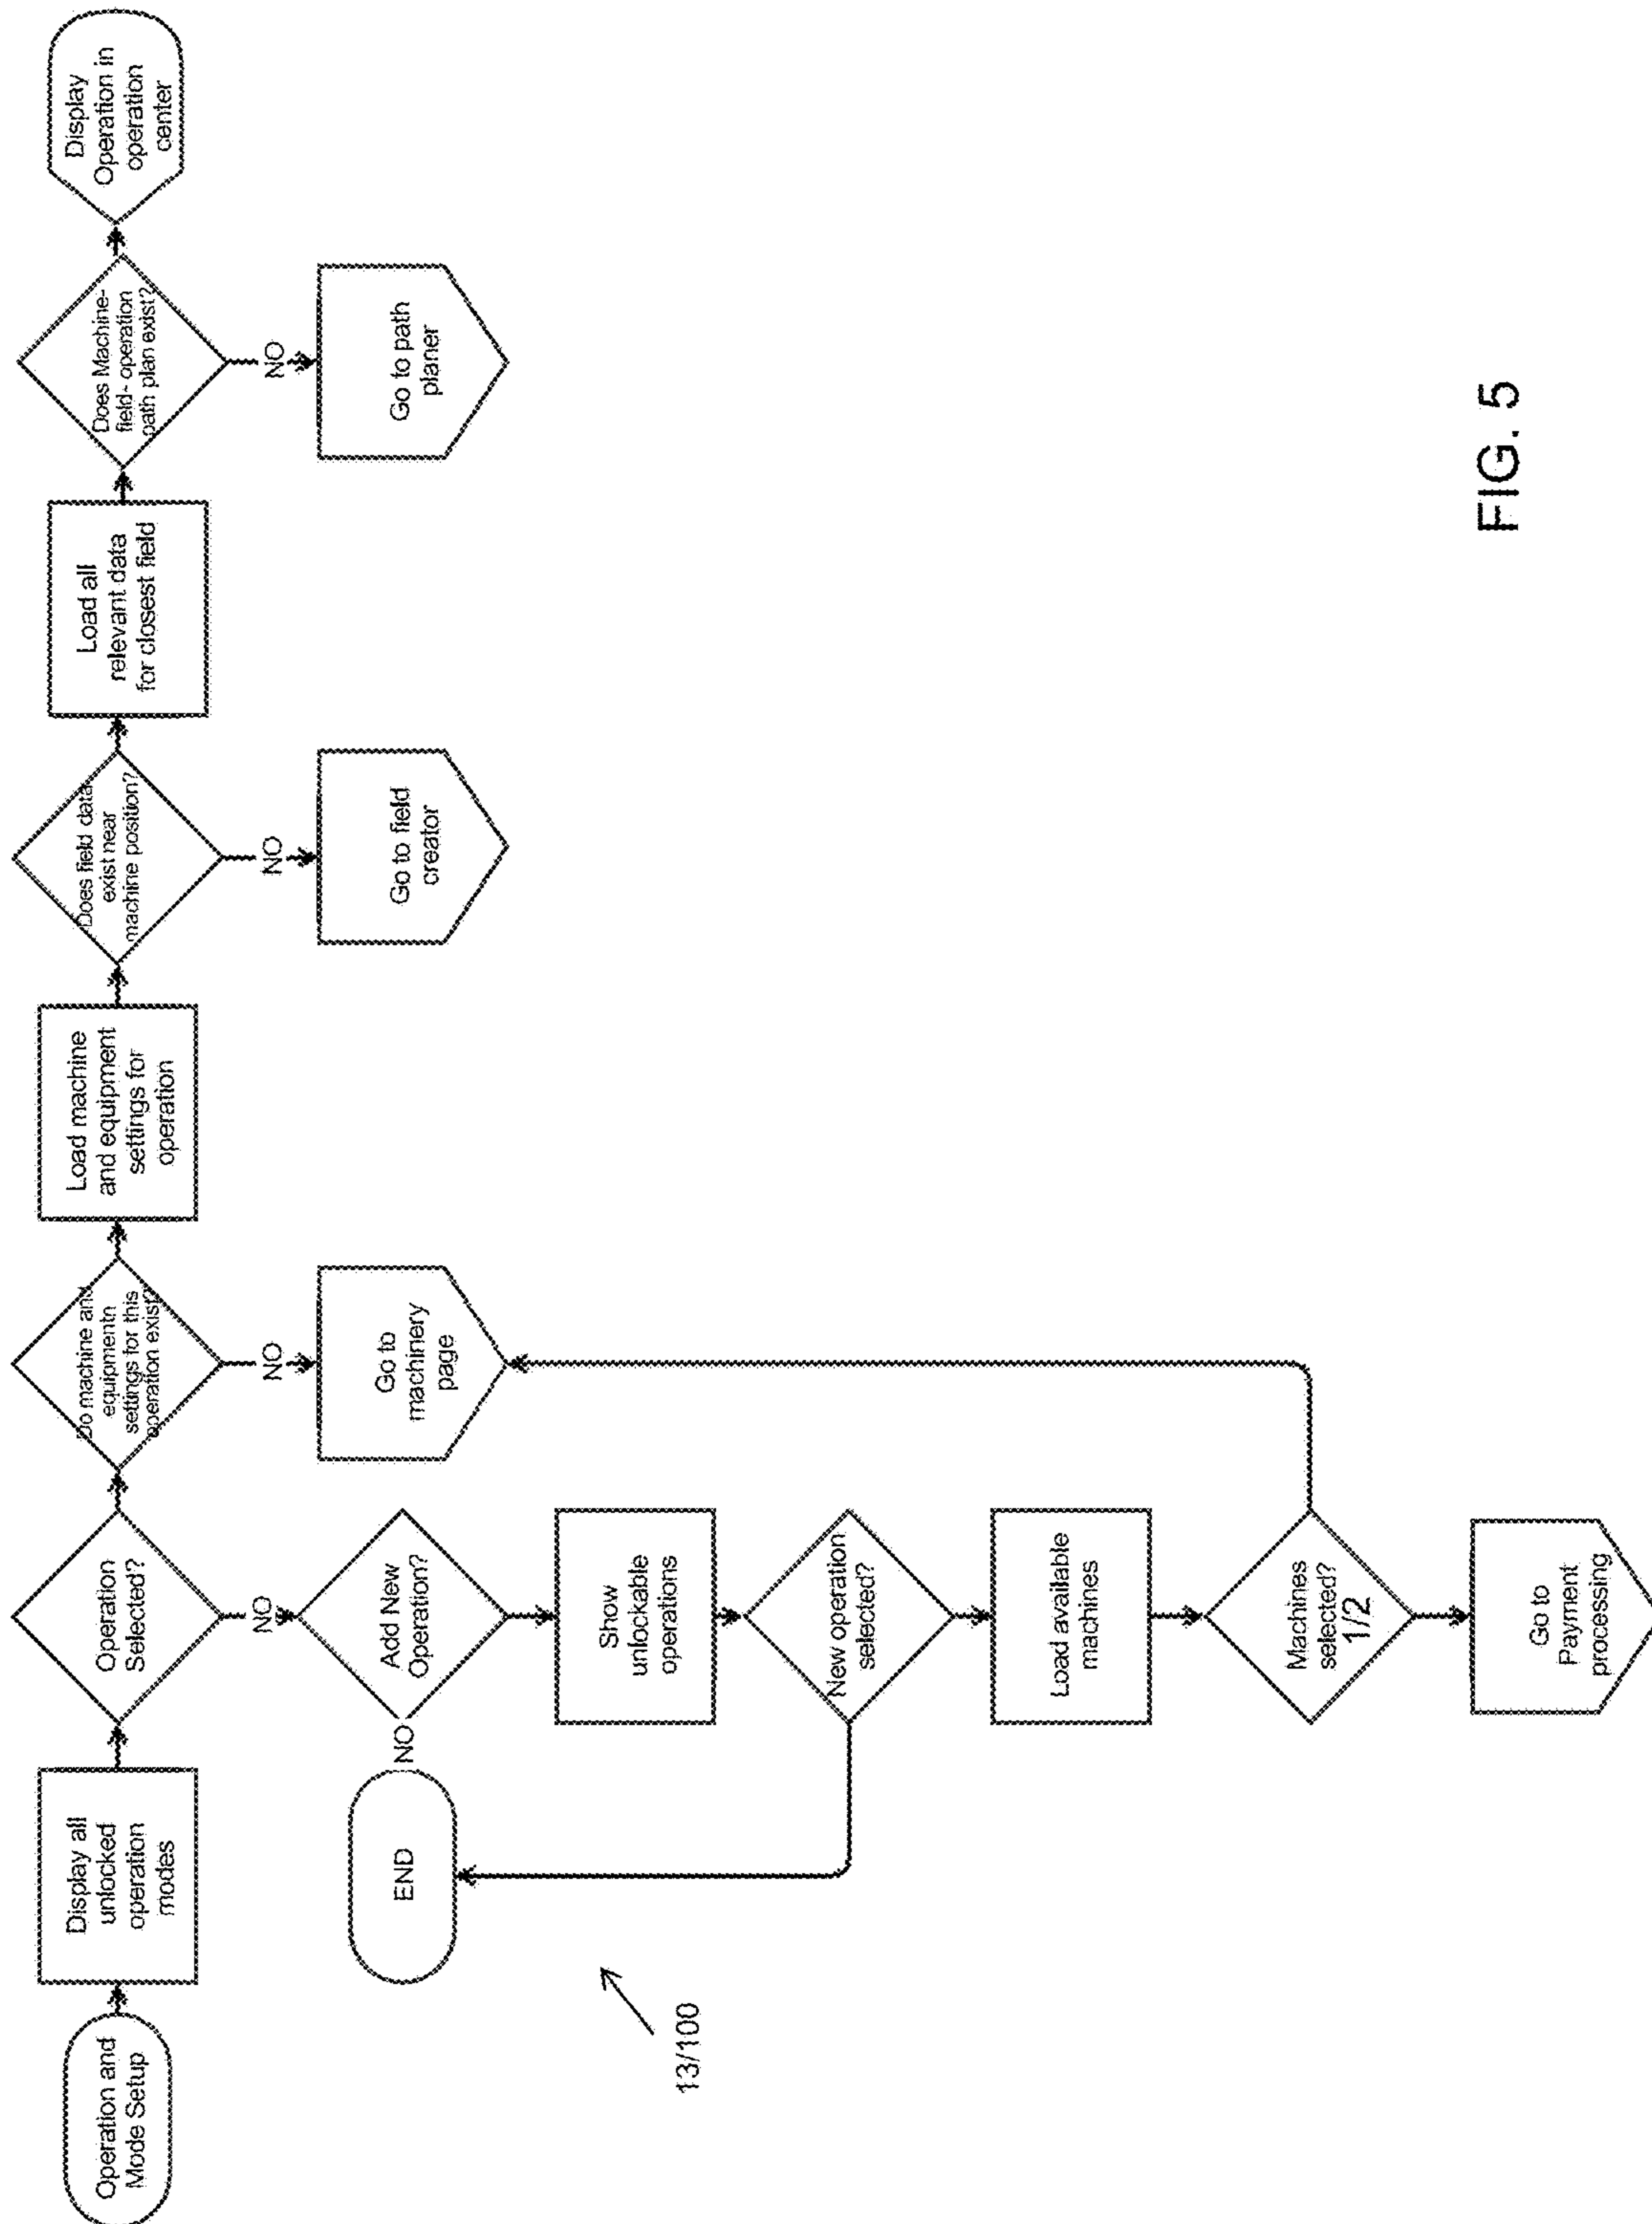 Operation and
Mode Setup
Display all
unlocked
operation
modes
Operation
Selected?
Do machine and
equipmentn
settings for this
operation exist?
Load machine
and equipment
settings for
operation
Does field data
exist near
machine position?
Load all
relevant data
for closest field
Does Machine-
field- operation
path plan exist?
Display
Operation in
operation
center
NO
NO
NO
NO
END
NO
Add New
Operation?
Go to
machinery
page
Go to field
creator
Go to path
planer
Show
unlockable
operations
New operation
selected?
Load available
machines
Machines
selected?
1/2
Go to
Payment
processing
13/100
FIG. 5